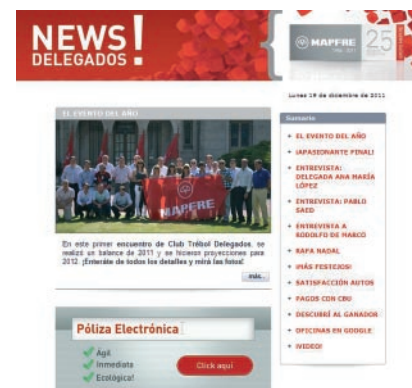 NEWS!
DELEGADOS
MAPFRE
25
Lunes 19 de diciembre de 2011
EL EVENTO DEL AÑO
MAPFRE
En este primer encuentro de Club Trébol Delegados, se
realizó un balance de 2011 y se hicieron proyecciones para
2012. ¡Enteráte de todos los detalles y mirá las fotos!
más..
Póliza Electrónica
Ágil
Inmediata
Ecológica!
Click aquí
Sumario
EL EVENTO DEL AÑO
¡APASIONANTE FINAL!
ENTREVISTA:
DELEGADA ANA MARÍA
LÓPEZ
ENTREVISTA: PABLO
SAED
ENTREVISTA A
RODOLFO DE MARCO
RAFA NADAL
¡MÁS FESTEJOS!
SATISFACCIÓN AUTOS
PAGOS CON CBU
DESCUBRÍ AL GANADOR
OFICINAS EN GOOGLE
¡VIDEO!